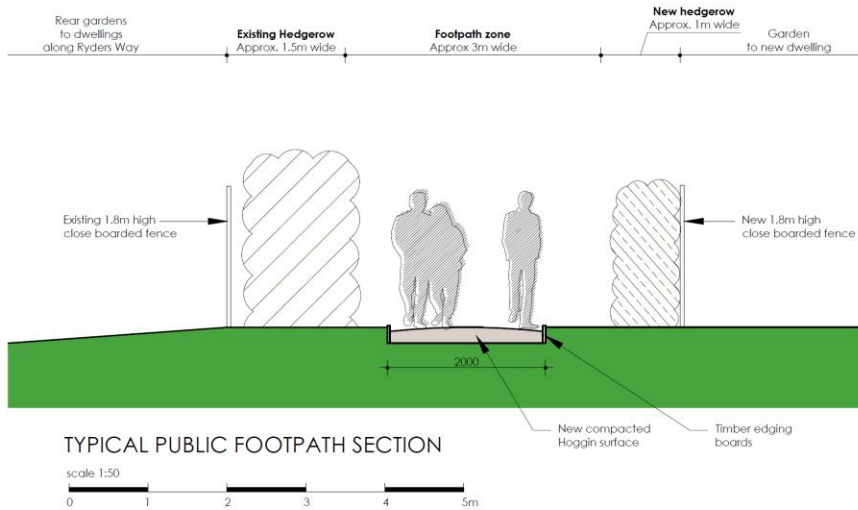 Rear gardens
to dwellings
along Ryders Way
Existing Hedgerow
Approx. 1.5m wide
Footpath zone
Approx 3m wide
New hedgerow
Approx. 1m wide
Garden
to new dwelling
Existing 1.8m high
close boarded fence
New 1.8m high
close boarded fence
2000
New compacted
Hoggin surface
Timber edging
boards
TYPICAL PUBLIC FOOTPATH SECTION
scale 1:50
0 1 2 3 4 5m